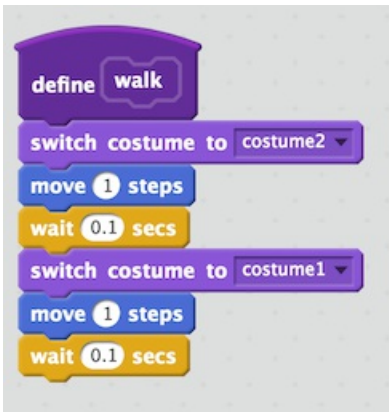 define walk
switch costume to costume2
move 1 steps
wait 0.1 secs
switch costume to costume1
move 1 steps
wait 0.1 secs